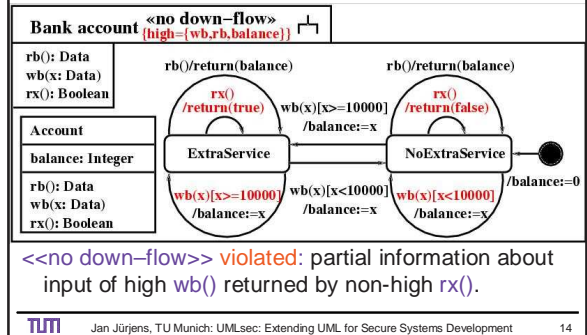 Bank account «no down–flow»
{high={wb,rb,balance}}
rb(): Data
wb(x: Data)
rx(): Boolean
Account
balance: Integer
rb(): Data
wb(x: Data)
rx(): Boolean
rb()/return(balance)
rb()/return(balance)
rx()
/return(true)
wb(x)[x>=10000]
/balance:=x
rx()
/return(false)
ExtraService
NoExtraService
/balance:=0
wb(x)[x>=10000]
/balance:=x
wb(x)[x<10000]
/balance:=x
wb(x)[x<10000]
/balance:=x
<<no down–flow>> violated: partial information about
input of high wb() returned by non-high rx().
TUM
Jan Jürjens, TU Munich: UMLsec: Extending UML for Secure Systems Development 14